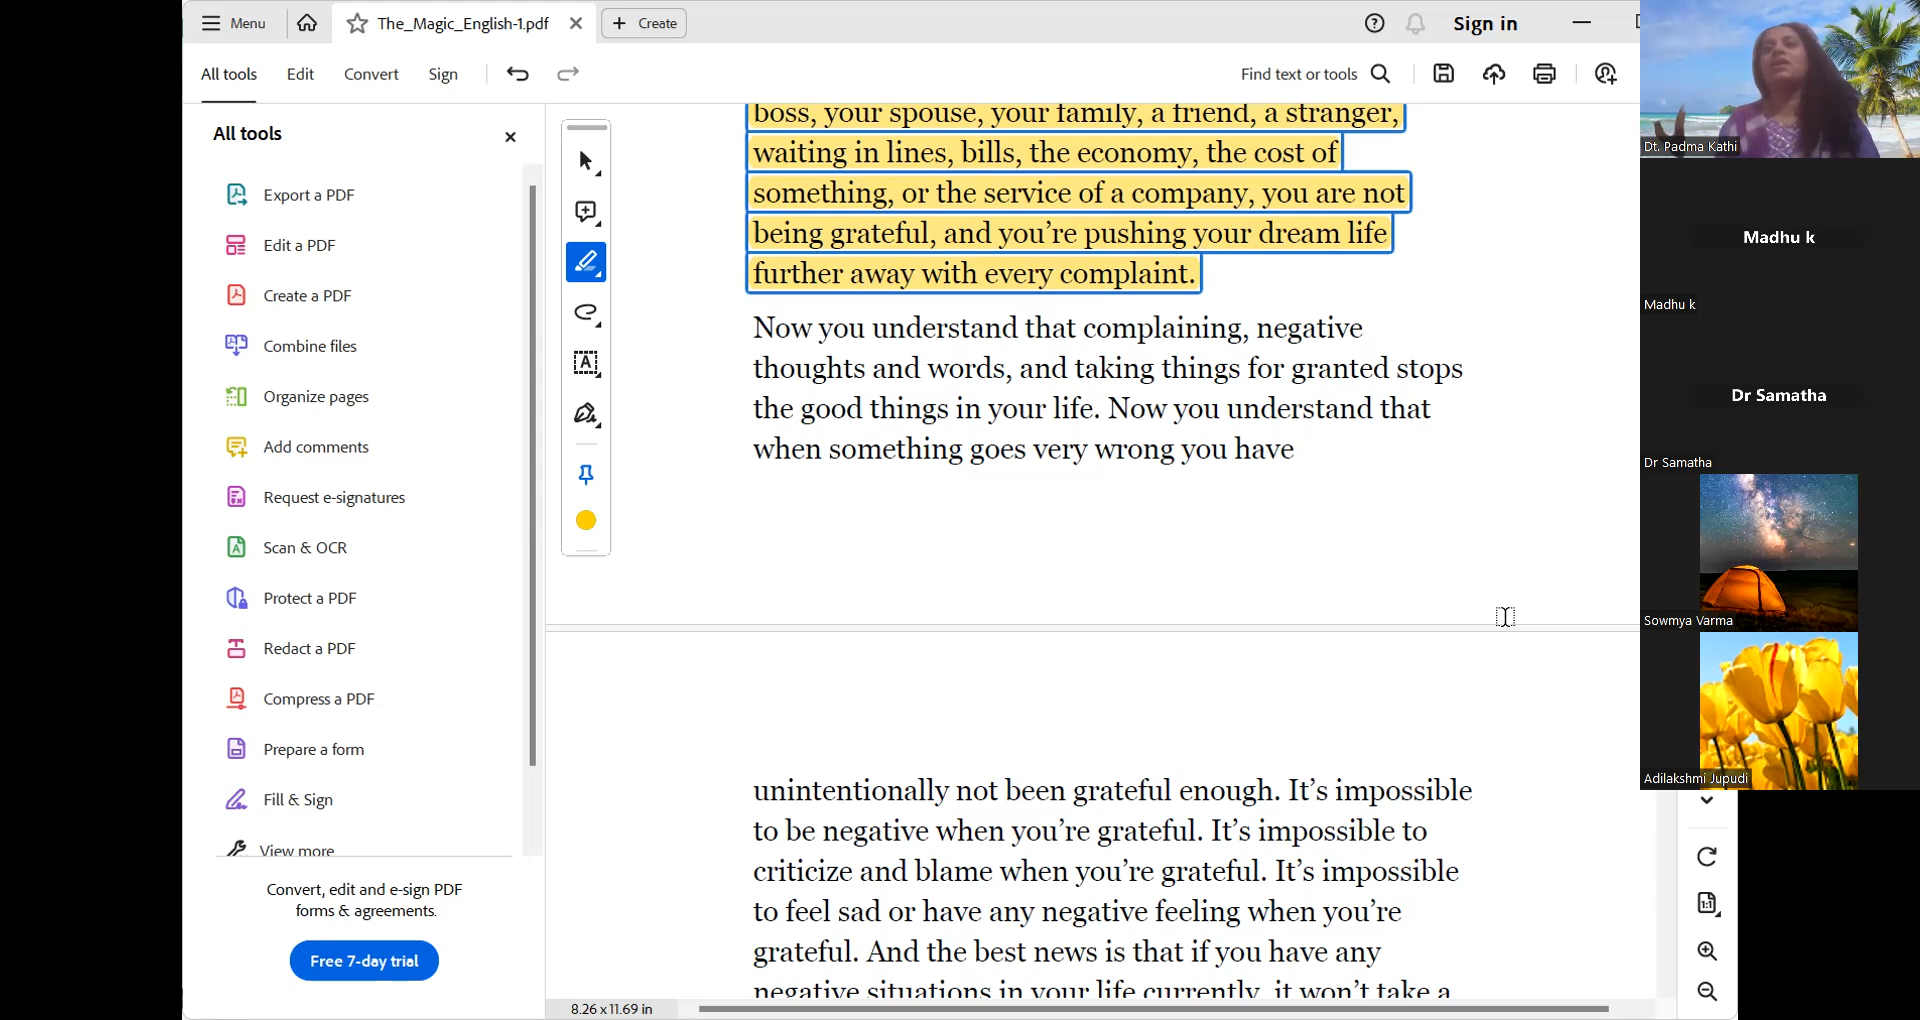 Menu
The_Magic_English-1.pdf
Create
Sign in
All tools
Edit
Convert
Sign
Find text or tools
All tools
Export a PDF
Edit a PDF
Create a PDF
Combine files
Organize pages
Add comments
Request e-signatures
Scan & OCR
Protect a PDF
Redact a PDF
Compress a PDF
Prepare a form
Fill & Sign
View more
Convert, edit and e-sign PDF
forms & agreements.
Free 7-day trial
boss, your spouse, your family, a friend, a stranger,
waiting in lines, bills, the economy, the cost of
something, or the service of a company, you are not
being grateful, and you’re pushing your dream life
further away with every complaint.
Now you understand that complaining, negative
thoughts and words, and taking things for granted stops
the good things in your life. Now you understand that
when something goes very wrong you have
unintentionally not been grateful enough. It’s impossible
to be negative when you’re grateful. It’s impossible to
criticize and blame when you’re grateful. It’s impossible
to feel sad or have any negative feeling when you’re
grateful. And the best news is that if you have any
negative situations in your life currently, it won’t take a
8.26 x 11.69 in
Dt. Padma Kathi
Madhu k
Madhu k
Dr Samatha
Dr Samatha
Sowmya Varma
Adilakshmi Jupudi